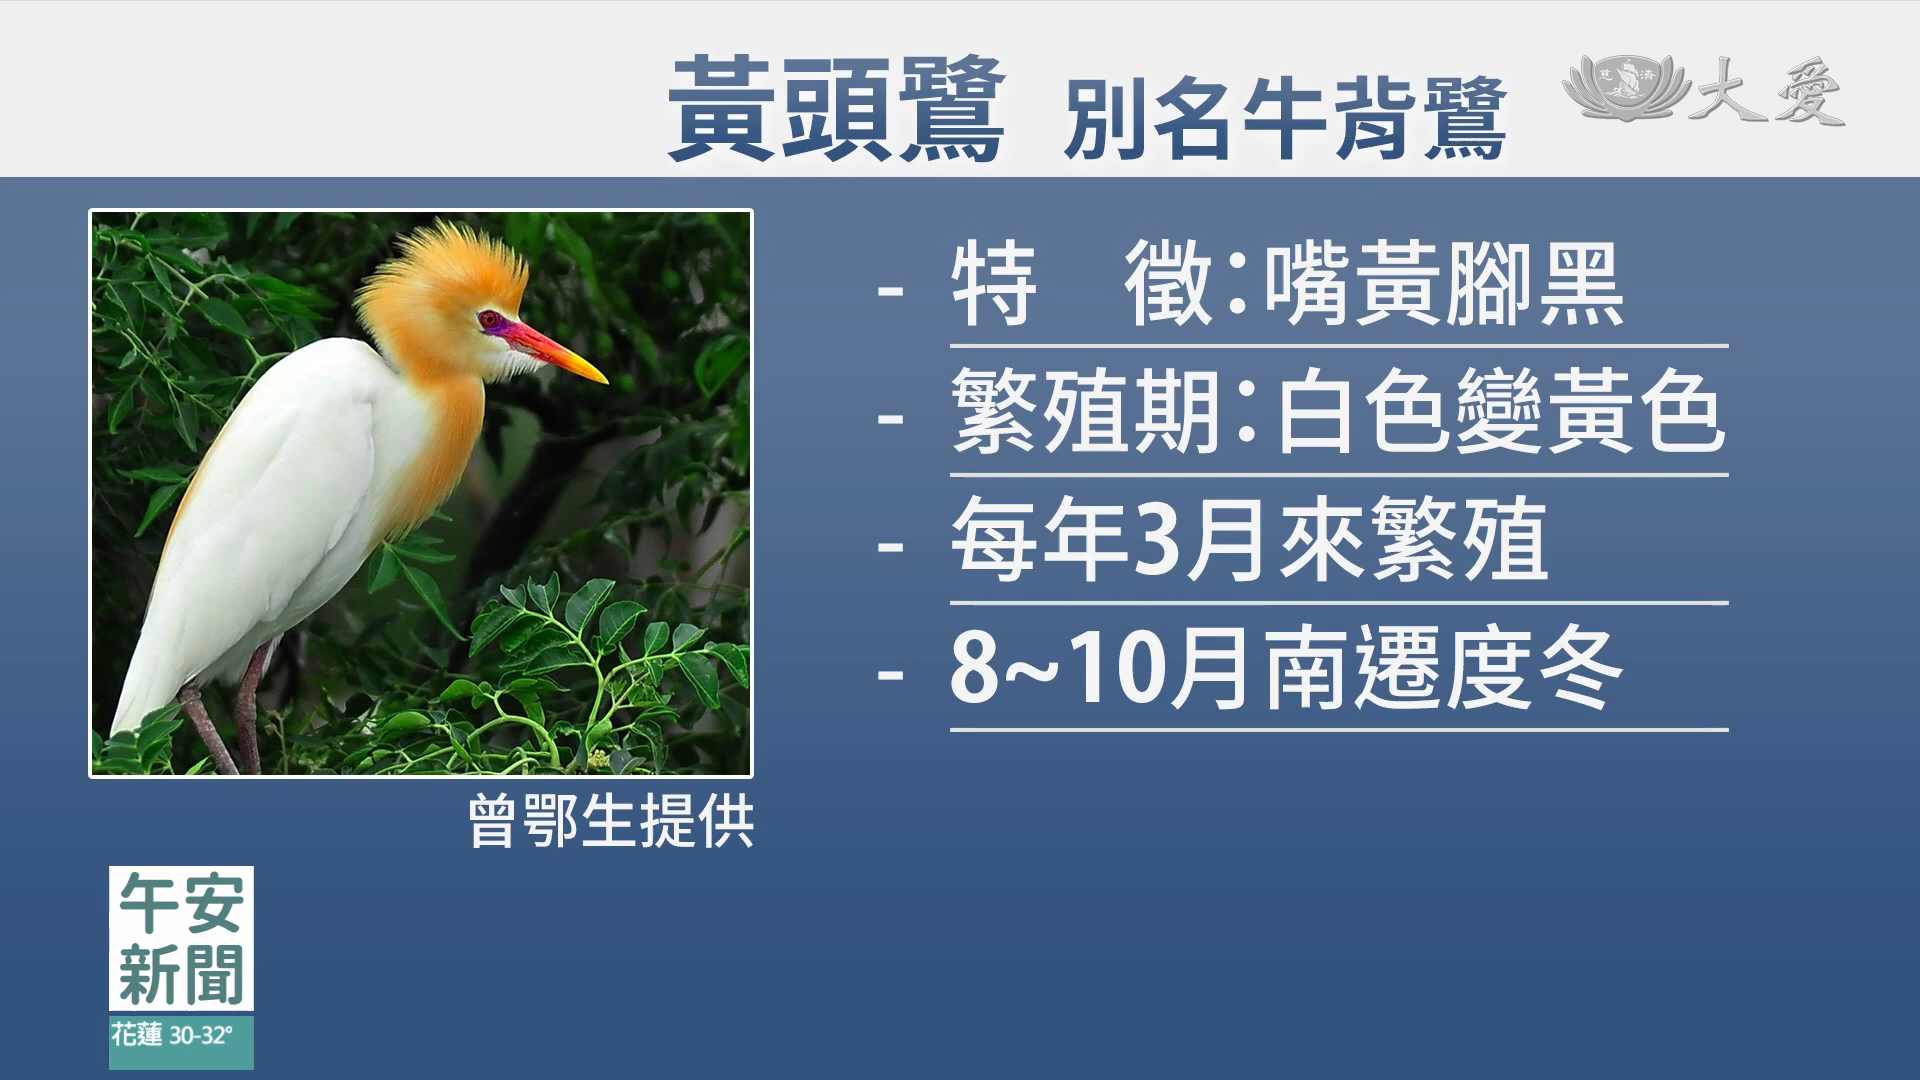 黃頭鷺 別名牛背鷺
慈濟 大愛
- 特 徵:嘴黃腳黑
- 繁殖期:白色變黃色
- 每年3月來繁殖
- 8~10月南遷度冬
曾鄂生提供
午安
新聞
花蓮 30-32°